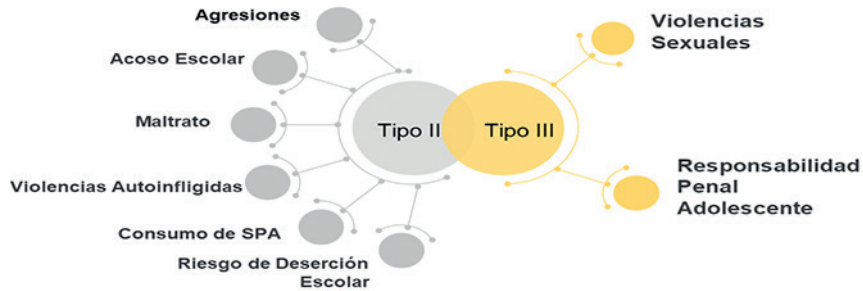 Agresiones
Acoso Escolar
Maltrato
Violencias Autoinfligidas
Consumo de SPA
Riesgo de Deserción
Escolar
Tipo II
Tipo III
Violencias
Sexuales
Responsabilidad
Penal
Adolescente